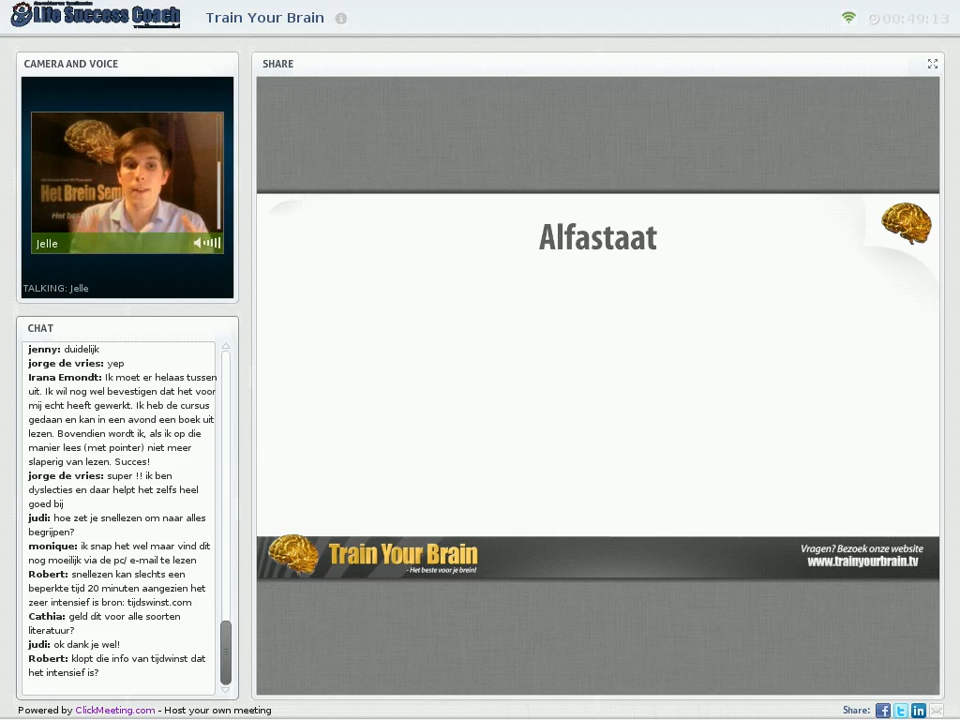 Life Success Coach
Train Your Brain
00:49:13
CAMERA AND VOICE
Het Brein Sem
Het bes
Jelle
TALKING: Jelle
SHARE
Alfastaat
Train Your Brain
- Het beste voor je brein!
Vragen? Bezoek onze website
www.trainyourbrain.tv
CHAT
jenny: duidelijk
jorge de vries: yep
Irana Emondt: Ik moet er helaas tussen
uit. Ik wil nog wel bevestigen dat het voor
mij echt heeft gewerkt. Ik heb de cursus
gedaan en kan in een avond een boek uit
lezen. Bovendien wordt ik, als ik op die
manier lees (met pointer) niet meer
slaperig van lezen. Succes!
jorge de vries: super !! ik ben
dyslecties en daar helpt het zelfs heel
goed bij
judi: hoe zet je snellezen om naar alles
begrijpen?
monique: ik snap het wel maar vind dit
nog moeilijk via de pc/ e-mail te lezen
Robert: snellezen kan slechts een
beperkte tijd 20 minuten aangezien het
zeer intensief is bron: tijdswinst.com
Cathia: geld dit voor alle soorten
literatuur?
judi: ok dank je wel!
Robert: klopt die info van tijdwinst dat
het intensief is?
Powered by ClickMeeting.com - Host your own meeting
Share: